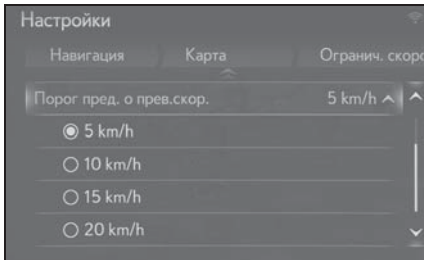 Настройки
Навигация Карта Огранич. скоро
Порог пред. о прев.скор. 5 km/h
5 km/h
10 km/h
15 km/h
20 km/h